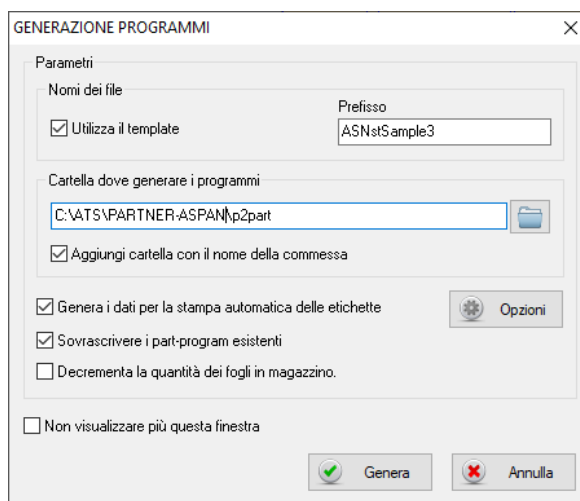 GENERAZIONE PROGRAMMI
Parametri
Nomi dei file
Prefisso
Utilizza il template
ASNstSample3
Cartella dove generare i programmi
C:\ATS\PARTNER-ASPAN\p2part
Aggiungi cartella con il nome della commessa
Genera i dati per la stampa automatica delle etichette
Opzioni
Sovrascrivere i part-program esistenti
Decrementa la quantità dei fogli in magazzino.
Non visualizzare più questa finestra
Genera
Annulla